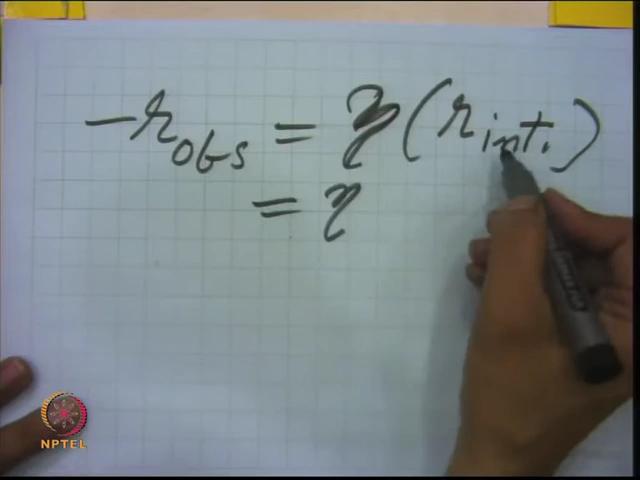 -r_obs = η (r_int.)
= η
NPTEL